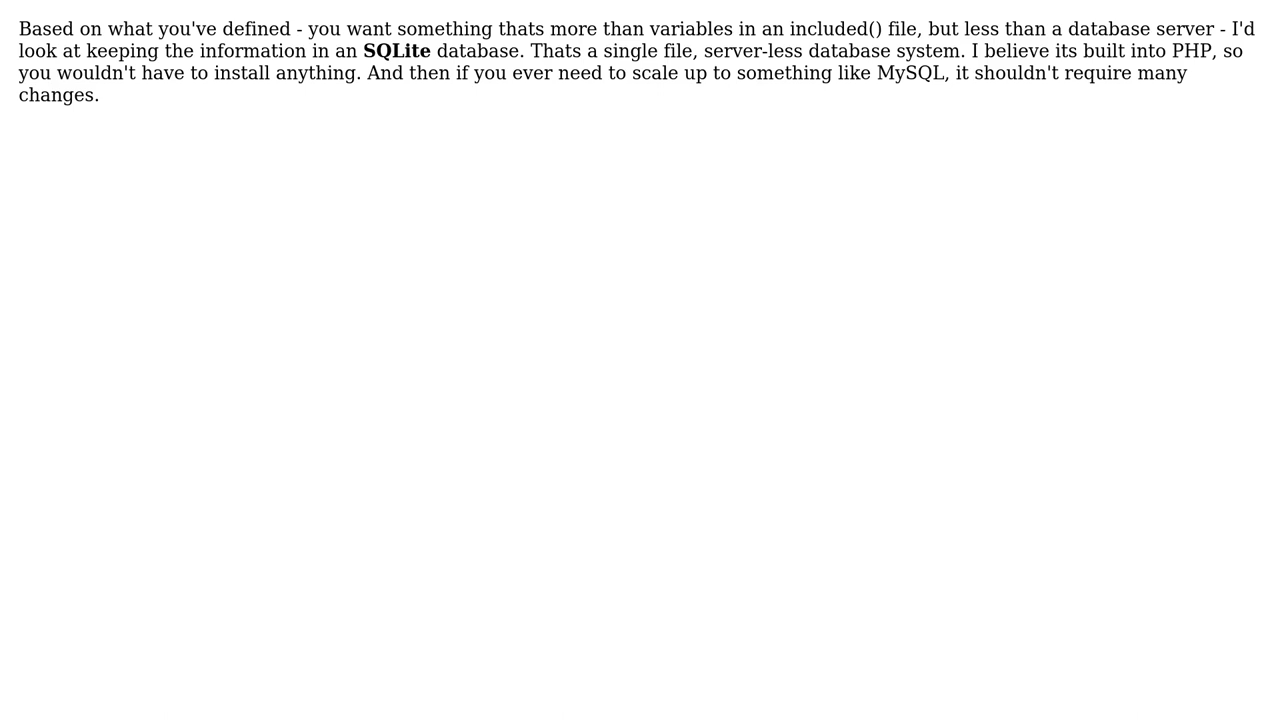 Based on what you've defined - you want something thats more than variables in an included() file, but less than a database server - I'd
look at keeping the information in an SQLite database. Thats a single file, server-less database system. I believe its built into PHP, so
you wouldn't have to install anything. And then if you ever need to scale up to something like MySQL, it shouldn't require many
changes.